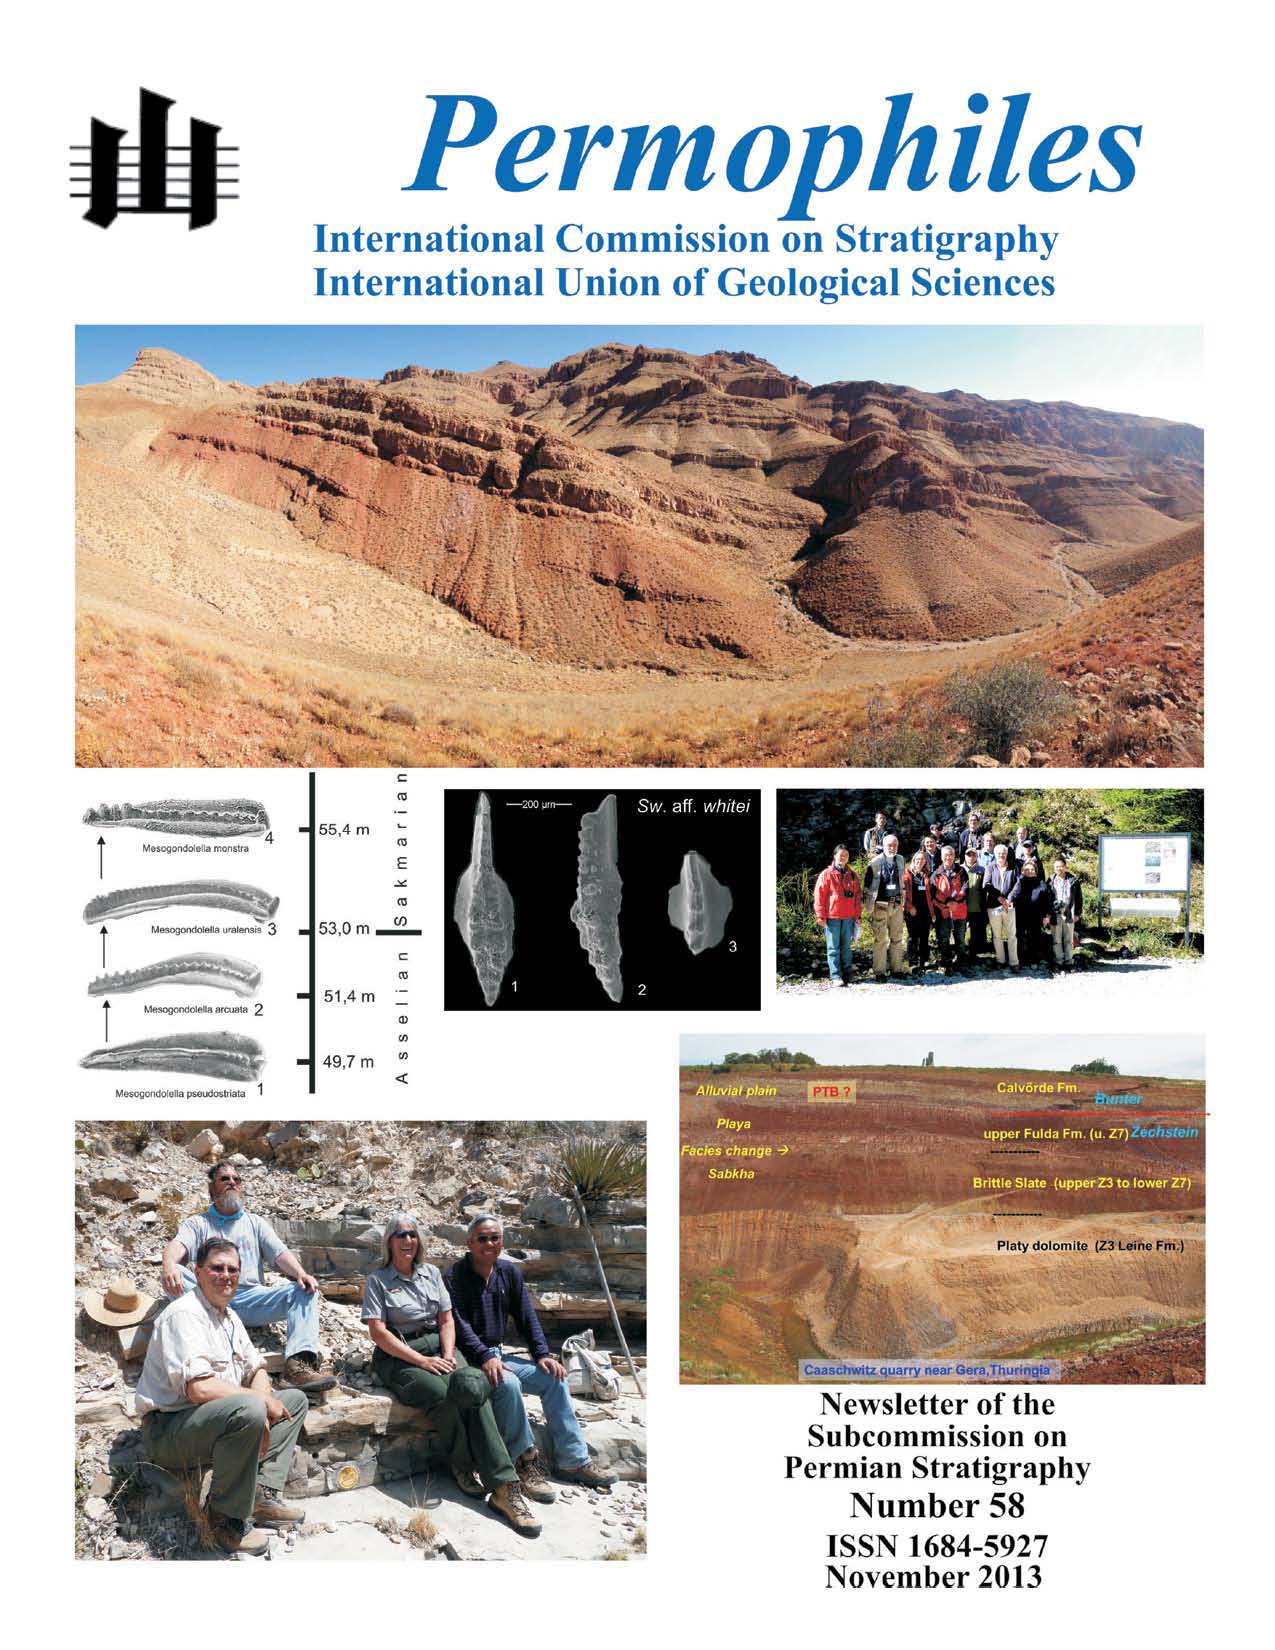 山
Permophiles
International Commission on Stratigraphy
International Union of Geological Sciences
Mesogondolella monstra
4
55,4 m
Mesogondolella uralensis
3
53,0 m
Mesogondolella arcuata
2
51,4 m
Mesogondolella pseudostriata
1
49,7 m
Sakmarian
Asselian
200 µm
Sw. aff. whitei
1
2
3
Alluvial plain
PTB ?
Calvörde Fm.
Bunter
Playa
upper Fulda Fm. (u. Z7)
Zechstein
Facies change →
Sabkha
Brittle Slate (upper Z3 to lower Z7)
Platy dolomite (Z3 Leine Fm.)
Caaschwitz quarry near Gera,Thuringia
Newsletter of the
Subcommission on
Permian Stratigraphy
Number 58
ISSN 1684-5927
November 2013